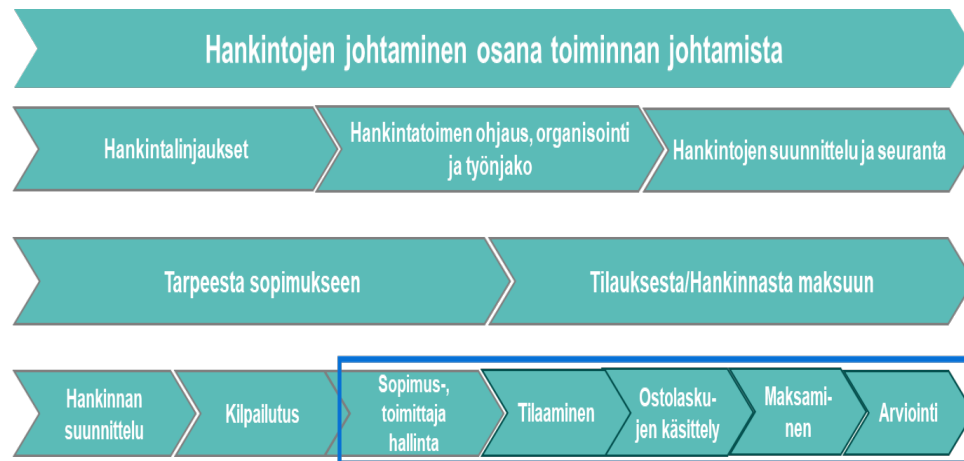 Hankintojen johtaminen osana toiminnan johtamista
Hankintalinjaukset
Hankintatoimen ohjaus, organisointi
ja työnjako
Hankintojen suunnittelu ja seuranta
Tarpeesta sopimukseen
Tilauksesta/Hankinnasta maksuun
Hankinnan
suunnittelu
Kilpailutus
Sopimus-,
toimittaja
hallinta
Tilaaminen
Ostolasku-
jen käsittely
Maksami-
nen
Arviointi